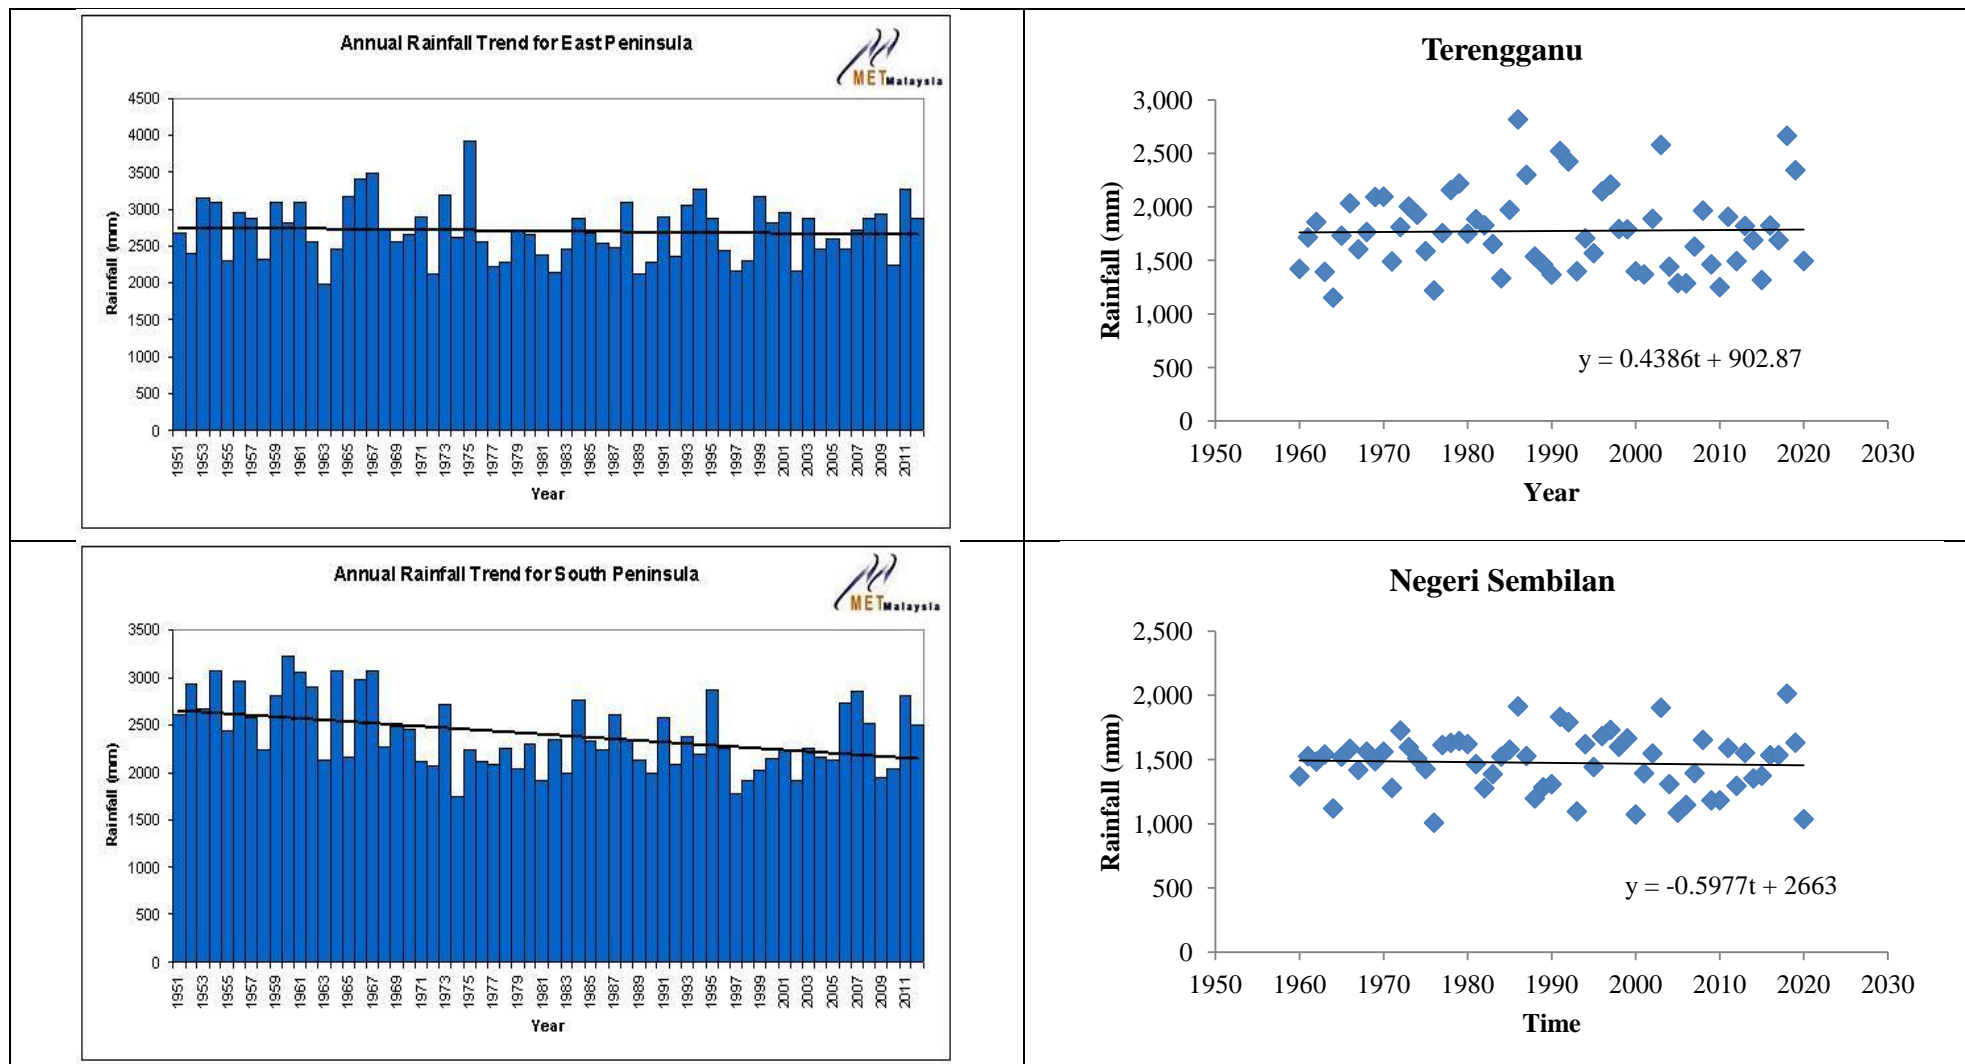 Annual Rainfall Trend for East Peninsula
METMalaysia
4500
4000
3500
3000
2500
2000
1500
1000
500
0
Rainfall (mm)
1951 1953 1955 1957 1959 1961 1963 1965 1967 1969 1971 1973 1975 1977 1979 1981 1983 1985 1987 1989 1991 1993 1995 1997 1999 2001 2003 2005 2007 2009 2011
Year
Terengganu
3,000
2,500
2,000
1,500
1,000
500
0
Rainfall (mm)
y = 0.4386t + 902.87
1950 1960 1970 1980 1990 2000 2010 2020 2030
Year
Annual Rainfall Trend for South Peninsula
METMalaysia
3500
3000
2500
2000
1500
1000
500
0
Rainfall (mm)
1951 1953 1955 1957 1959 1961 1963 1965 1967 1969 1971 1973 1975 1977 1979 1981 1983 1985 1987 1989 1991 1993 1995 1997 1999 2001 2003 2005 2007 2009 2011
Year
Negeri Sembilan
2,500
2,000
1,500
1,000
500
0
Rainfall (mm)
y = -0.5977t + 2663
1950 1960 1970 1980 1990 2000 2010 2020 2030
Time